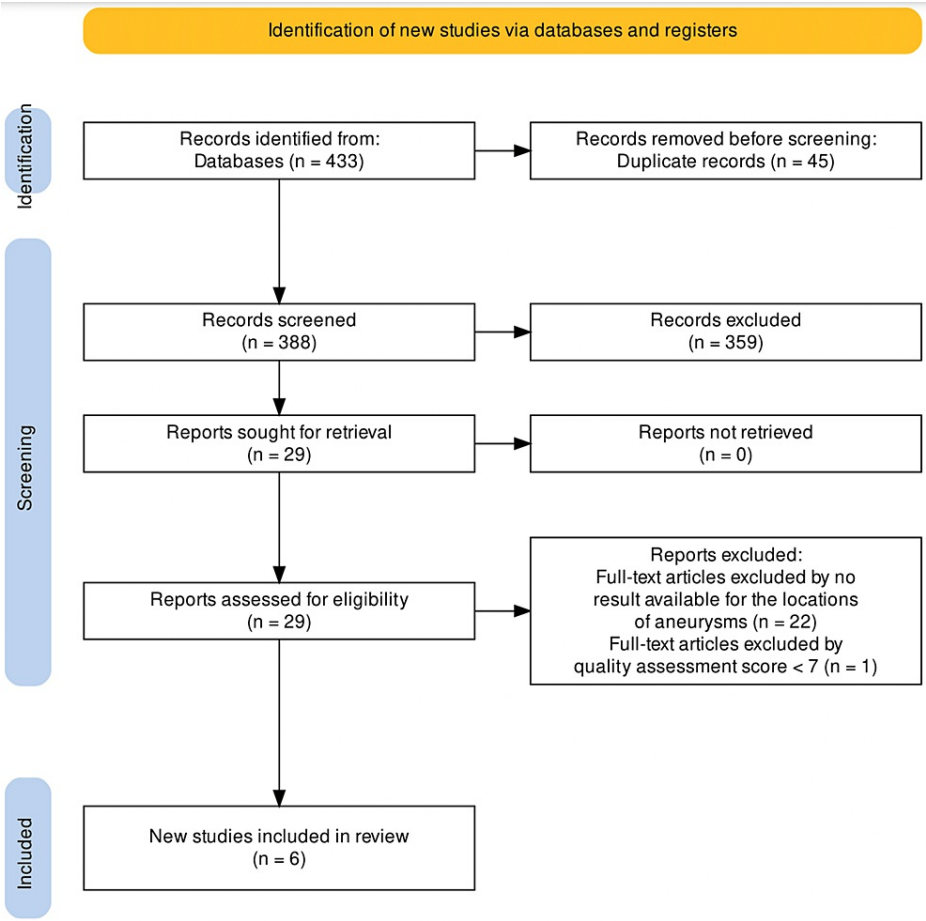 Identification of new studies via databases and registers
Identification
Records identified from:
Databases (n = 433)
Records removed before screening:
Duplicate records (n = 45)
Screening
Records screened
(n = 388)
Records excluded
(n = 359)
Reports sought for retrieval
(n = 29)
Reports not retrieved
(n = 0)
Reports assessed for eligibility
(n = 29)
Reports excluded:
Full-text articles excluded by no
result available for the locations
of aneurysms (n = 22)
Full-text articles excluded by
quality assessment score < 7 (n = 1)
Included
New studies included in review
(n = 6)